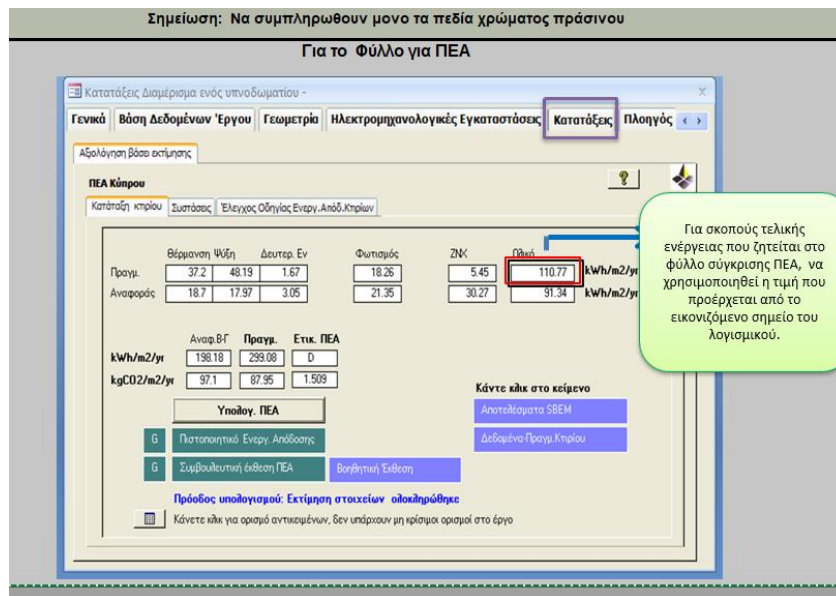 Σημείωση: Να συμπληρωθουν μονο τα πεδία χρώματος πράσινου
Για το Φύλλο για ΠΕΑ
Κατατάξεις Διαμέρισμα ενός υπνοδωματίου -
Γενικά Βάση Δεδομένων Έργου Γεωμετρία Ηλεκτρομηχανολογικές Εγκαταστάσεις Κατατάξεις Πλοηγός
Αξιολόγηση βάσει εκτίμησης
ΠΕΑ Κύπρου
Κατάταξη κτιρίου Συστάσεις Έλεγχος Οδηγίας Ενεργ.Απόδ.Κτιρίων
Θέρμανση Ψύξη Δευτερ. Εν Φωτισμός ΖΝΧ Ολικό
Πραγμ. 37.2 48.19 1.67 18.26 5.45 110.77 kWh/m2/yr
Αναφοράς 18.7 17.97 3.05 21.35 30.27 91.34 kWh/m2/yr
Για σκοπούς τελικής
ενέργειας που ζητείται στο
φύλλο σύγκρισης ΠΕΑ, να
χρησιμοποιηθεί η τιμή που
προέρχεται από το
εικονιζόμενο σημείο του
λογισμικού.
Αναφ.Β-Γ Πραγμ. Ετικ. ΠΕΑ
kWh/m2/yr 198.18 299.08 D
kgCO2/m2/yr 97.1 87.95 1.509
Κάντε κλικ στο κείμενο
Υπολογ. ΠΕΑ Αποτελέσματα SBEM
G Πιστοποιητικό Ενεργ. Απόδοσης Δεδομένα-Πραγμ.Κτιρίου
G Συμβουλευτική έκθεση ΠΕΑ Βοηθητική Έκθεση
Πρόοδος υπολογισμού: Εκτίμηση στοιχείων ολοκληρώθηκε
Κάνετε κλικ για ορισμό αντικειμένων, δεν υπάρχουν μη κρίσιμοι ορισμοί στο έργο